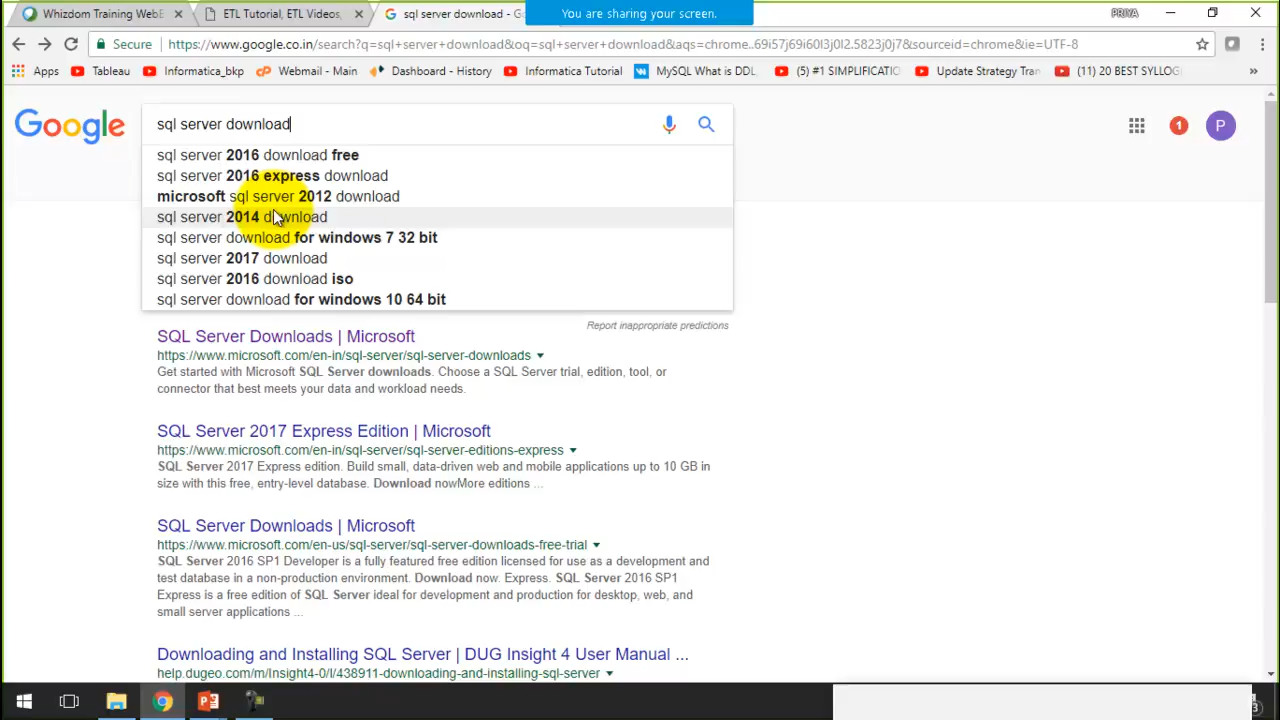 Whizdom Training WebE
ETL Tutorial, ETL Videos,
sql server download - Go
You are sharing your screen.
PRIYA
Secure
https://www.google.co.in/search?q=sql+server+download&oq=sql+server+download&aqs=chrome..69i57j69i60l3j0l2.5823j0j7&sourceid=chrome&ie=UTF-8
Apps
Tableau
Informatica_bkp
Webmail - Main
Dashboard - History
Informatica Tutorial
MySQL What is DDL,
(5) #1 SIMPLIFICATIO
Update Strategy Tran
(11) 20 BEST SYLLOG
»
Google
sql server download
1
P
sql server 2016 download free
sql server 2016 express download
microsoft sql server 2012 download
sql server 2014 download
sql server download for windows 7 32 bit
sql server 2017 download
sql server 2016 download iso
sql server download for windows 10 64 bit
Report inappropriate predictions
SQL Server Downloads | Microsoft
https://www.microsoft.com/en-in/sql-server/sql-server-downloads
Get started with Microsoft SQL Server downloads. Choose a SQL Server trial, edition, tool, or
connector that best meets your data and workload needs.
SQL Server 2017 Express Edition | Microsoft
https://www.microsoft.com/en-in/sql-server/sql-server-editions-express
SQL Server 2017 Express edition. Build small, data-driven web and mobile applications up to 10 GB in
size with this free, entry-level database. Download nowMore editions ...
SQL Server Downloads | Microsoft
https://www.microsoft.com/en-us/sql-server/sql-server-downloads-free-trial
SQL Server 2016 SP1 Developer is a fully featured free edition licensed for use as a development and
test database in a non-production environment. Download now. Express. SQL Server 2016 SP1
Express is a free edition of SQL Server ideal for development and production for desktop, web, and
small server applications ...
Downloading and Installing SQL Server | DUG Insight 4 User Manual ...
help.dugeo.com/m/Insight4-0/l/438911-downloading-and-installing-sql-server